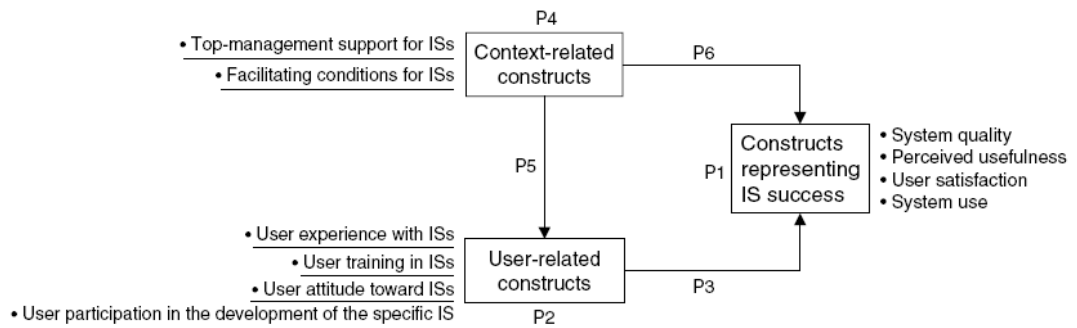 P4
• Top-management support for ISs
• Facilitating conditions for ISs
Context-related
constructs
P6
P5
P1
Constructs
representing
IS success
• System quality
• Perceived usefulness
• User satisfaction
• System use
• User experience with ISs
• User training in ISs
• User attitude toward ISs
• User participation in the development of the specific IS
User-related
constructs
P3
P2